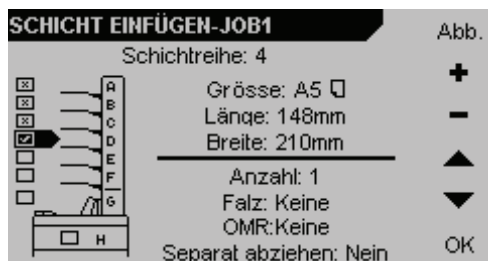 SCHICHT EINFÜGEN-JOB1
Abb.
Schichtreihe: 4
A
B
C
D
E
F
G
H
Grösse: A5
Länge: 148mm
Breite: 210mm
Anzahl: 1
Falz: Keine
OMR:Keine
Separat abziehen: Nein
+
-
OK